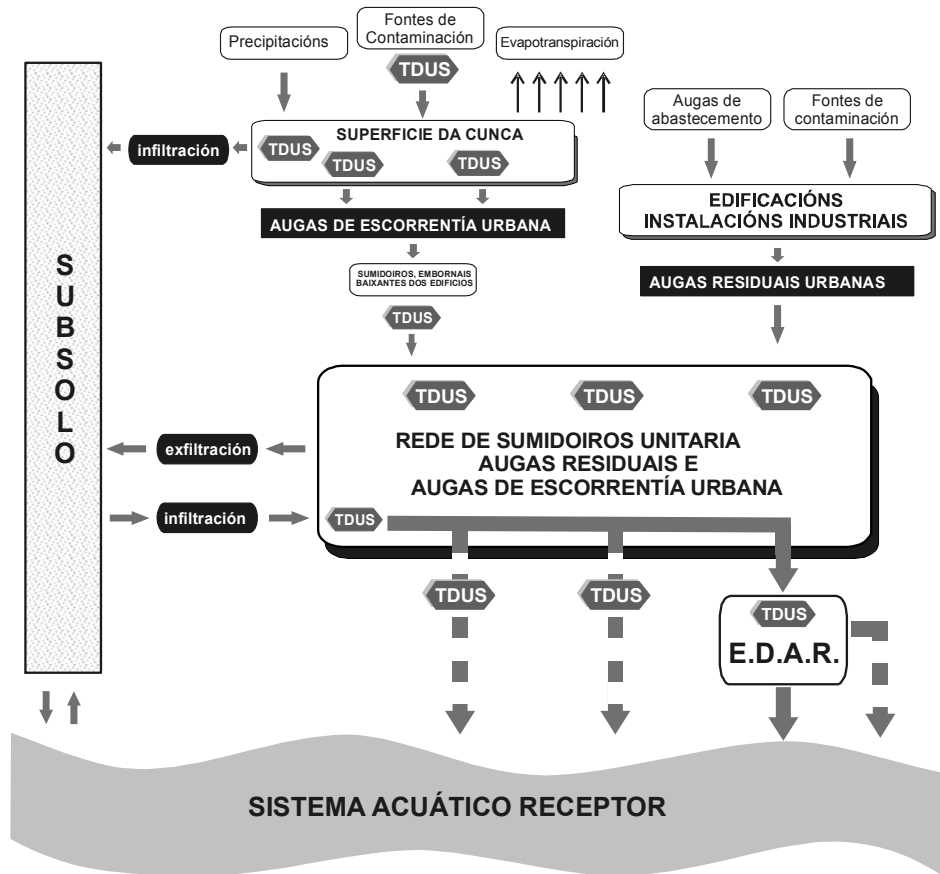 Precipitacións
Fontes de
Contaminación
TDUS
Evapotranspiración
Augas de
abastecemento
Fontes de
contaminación
SUPERFICIE DA CUNCA
TDUS
TDUS
TDUS
infiltración
EDIFICACIÓNS
INSTALACIÓNS INDUSTRIAIS
AUGAS DE ESCORRENTÍA URBANA
AUGAS RESIDUAIS URBANAS
SUMIDOIROS, EMBORNAIS
BAIXANTES DOS EDIFICIOS
TDUS
SUBSOLO
TDUS
TDUS
TDUS
REDE DE SUMIDOIROS UNITARIA
AUGAS RESIDUAIS E
AUGAS DE ESCORRENTÍA URBANA
exfiltración
infiltración
TDUS
TDUS
TDUS
TDUS
E.D.A.R.
SISTEMA ACUÁTICO RECEPTOR